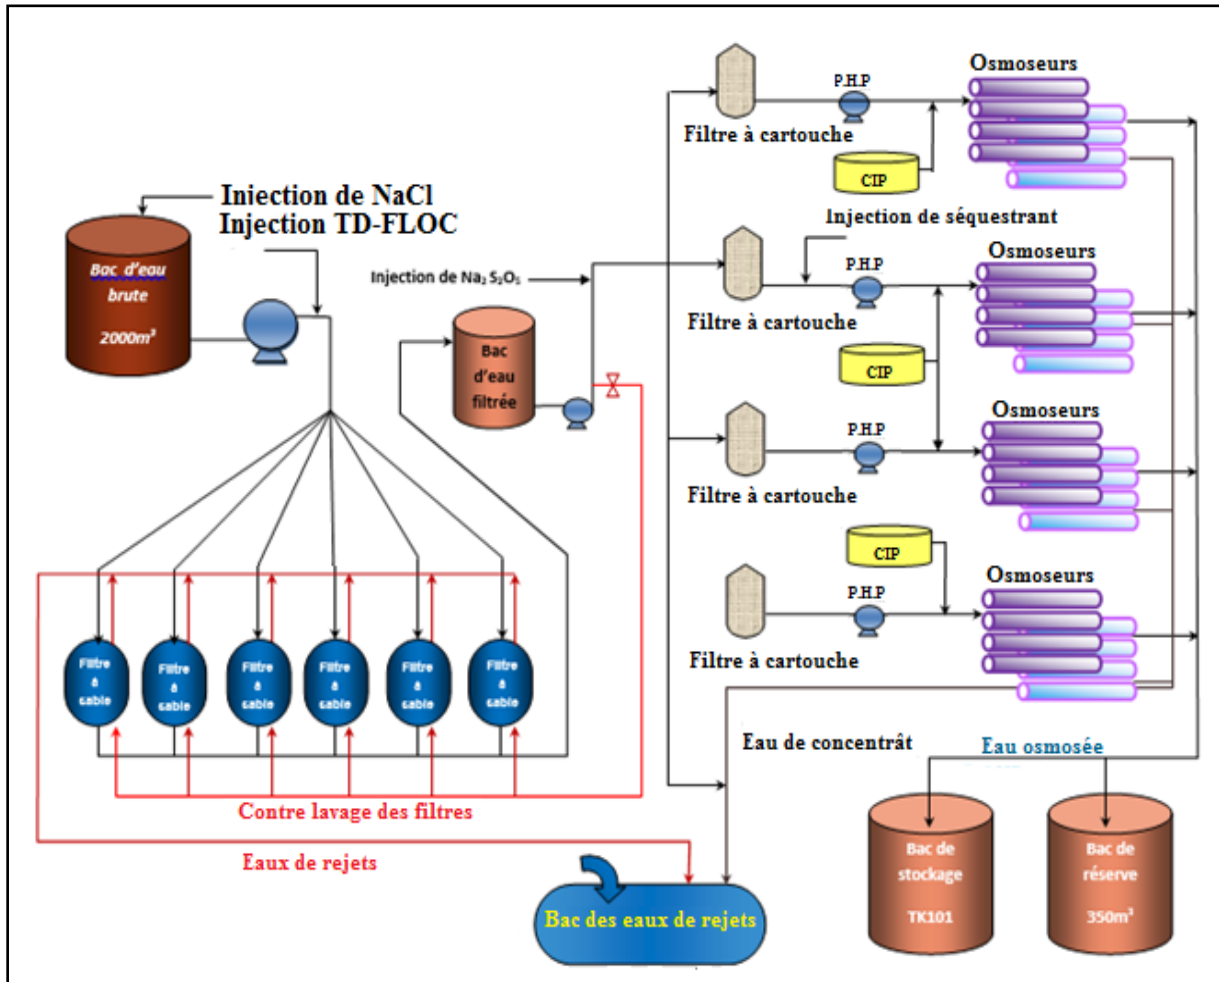 Injection de NaCl
Injection TD-FLOC
Bac d'eau
brute
2000m³
Injection de Na₂ S₂O₅
Bac
d'eau
filtrée
Filtre
à
sable
Filtre
à
sable
Filtre
à
sable
Filtre
à
sable
Filtre
à
sable
Filtre
à
sable
Contre lavage des filtres
Eaux de rejets
Bac des eaux de rejets
Filtre à cartouche
P.H.P
CIP
Osmoseurs
Injection de séquestrant
Filtre à cartouche
P.H.P
Osmoseurs
CIP
Filtre à cartouche
P.H.P
Osmoseurs
CIP
Filtre à cartouche
P.H.P
Osmoseurs
Eau de concentrât
Eau osmosée
Bac de
stockage
TK101
Bac de
réserve
350m³